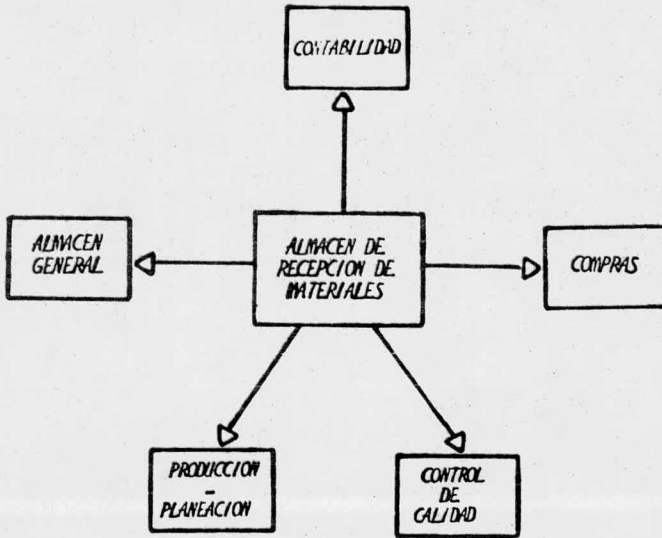 CONTABILIDAD
ALMACEN
GENERAL
ALMACEN DE
RECEPCION DE
MATERIALES
COMPRAS
PRODUCCION
-
PLANEACION
CONTROL
DE
CALIDAD